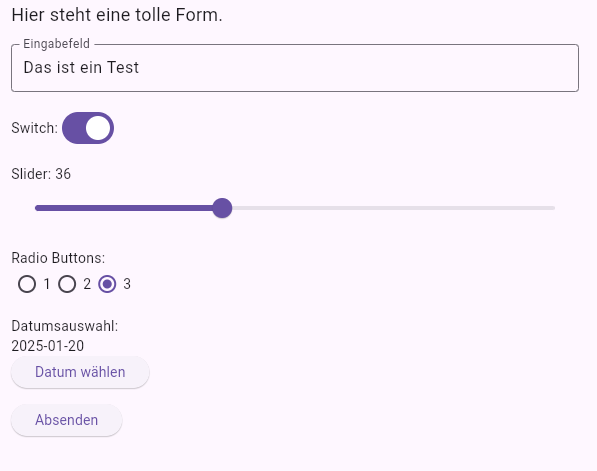 Hier steht eine tolle Form.
Eingabefeld
Das ist ein Test
Switch:
Slider: 36
Radio Buttons:
1 2 3
Datumsauswahl:
2025-01-20
Datum wählen
Absenden